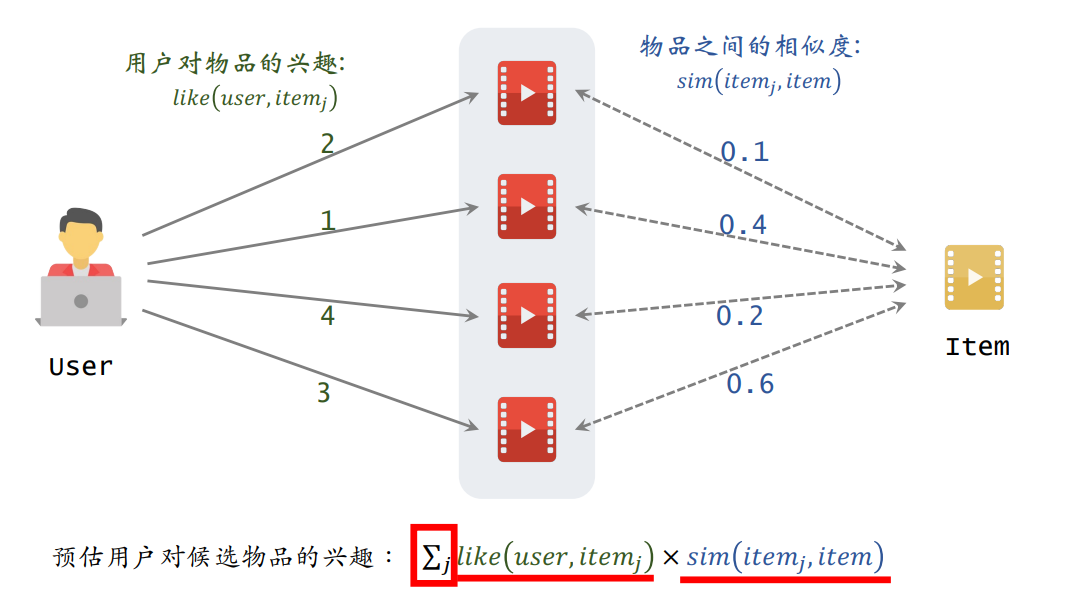 用户对物品的兴趣:
like(user,item_j)
物品之间的相似度:
sim(item_j,item)
2
1
4
3
0.1
0.4
0.2
0.6
User
Item
预估用户对候选物品的兴趣： ∑_j like(user,item_j) × sim(item_j,item)